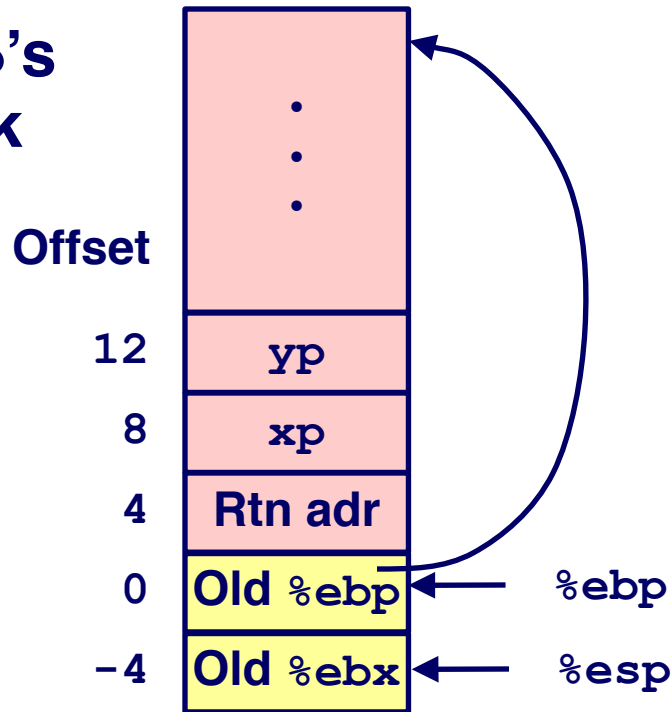 ’s
k
.
.
.
Offset
12 yp
8 xp
4 Rtn adr
0 Old %ebp %ebp
-4 Old %ebx %esp